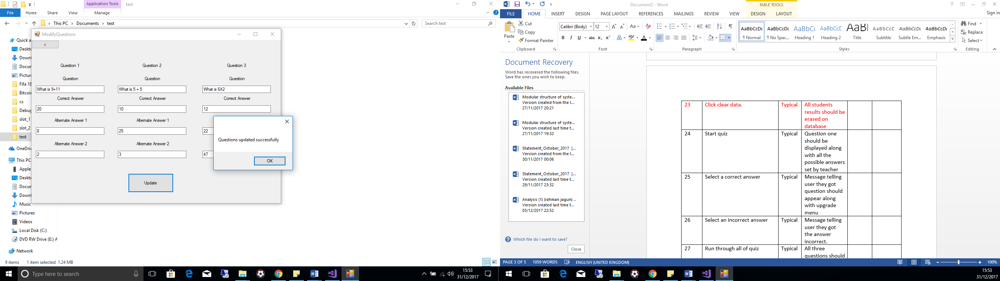 Application Tools
test
File
Home
Share
View
Manage
This PC > Documents > test
Search test
Quick a
Deskto
Downl
Docun
Picture
Fifa 18
Bitcoin
cs
Debug
slot_1
slot_2
test
OneDriv
This PC
Apple
Deskto
Docun
Downl
Music
Pictures
Videos
Local Disk (C:)
DVD RW Drive (E:) A
Network
9 items
1 item selected 1.24 MB
ModifyQuestions
<
Question 1
Question 2
Question 3
Question
Question
Question
What is 9+11
What is 5 + 5
What is 6X2
Correct Answer
Correct Answer
Correct Answer
20
10
12
Alternate Answer 1
Alternate Answer 1
8
25
22
Alternate Answer 2
Alternate Answer 2
2
3
47
Update
Questions updated successfully
OK
Type here to search
15:53
31/12/2017
Document2 - Word
TABLE TOOLS
Sign in
FILE
HOME
INSERT
DESIGN
PAGE LAYOUT
REFERENCES
MAILINGS
REVIEW
VIEW
DESIGN
LAYOUT
Paste
Cut
Copy
Format Painter
Clipboard
Calibri (Body)
12
Font
Paragraph
AaBbCcDc
¶ Normal
AaBbCcDc
¶ No Spac...
AaBbCc
Heading 1
AaBbCcD
Heading 2
AaBl
Title
AaBbCcD
Subtitle
AaBbCcDc
Subtle Em...
AaBbCcDc
Emphasis
Styles
Find
Replace
Select
Editing
Document Recovery
Word has recovered the following files.
Save the ones you wish to keep.
Available Files
Modular structure of syste...
Version created from the l...
27/11/2017 20:21
Modular structure of syste...
Version created last time t...
27/11/2017 19:32
Statement_October_2017 [...
Version created from the l...
30/11/2017 00:06
Statement_October_2017 [...
Version created last time t...
29/11/2017 23:32
Analysis (1) (rahman jagun) ..
Version created last time t...
03/12/2017 22:52
Which file do I want to save?
Close
23
Click clear data.
Typical
All students
results should be
erased on
database
24
Start quiz
Typical
Question one
should be
displayed along
with all the
possible answers
set by teacher
25
Select a correct answer
Typical
Message telling
user they got
question should
appear along
with upgrade
menu
26
Select an incorrect answer
Typical
Message telling
user they got
the answer
incorrect.
27
Run through all of quiz
Typical
All three
questions should
PAGE 3 OF 5
1059 WORDS
ENGLISH (UNITED KINGDOM)
100%
15:53
31/12/2017